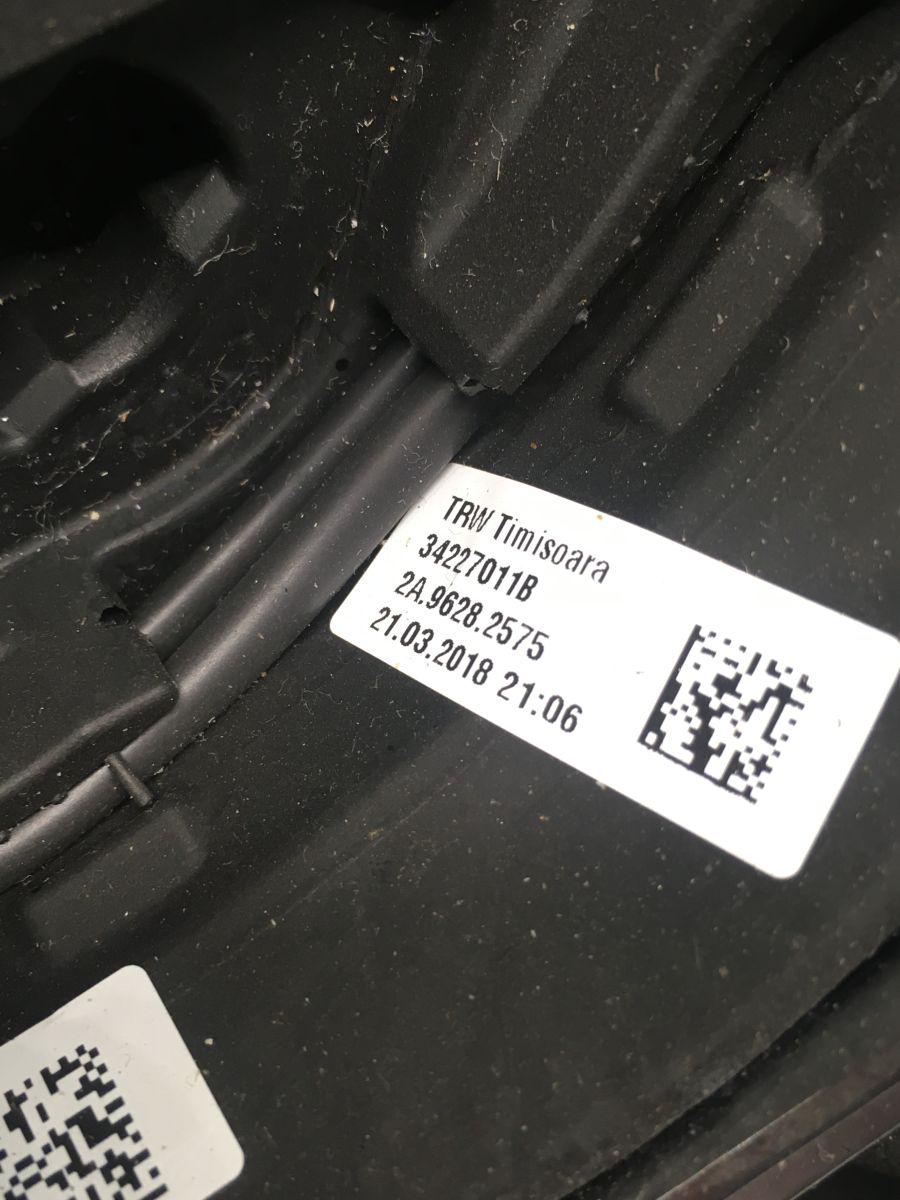 TRW Timisoara
34227011B
2A.9628.2575
21.03.2018 21:06